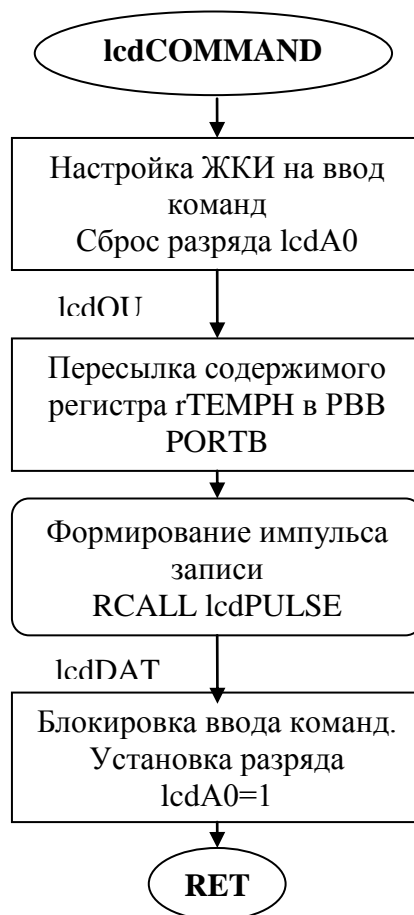 lcdCOMMAND
Настройка ЖКИ на ввод
команд
Сброс разряда lcdA0
lcdOU
Пересылка содержимого
регистра rTEMPH в РВВ
PORTB
Формирование импульса
записи
RCALL lcdPULSE
lcdDAT
Блокировка ввода команд.
Установка разряда
lcdA0=1
RET